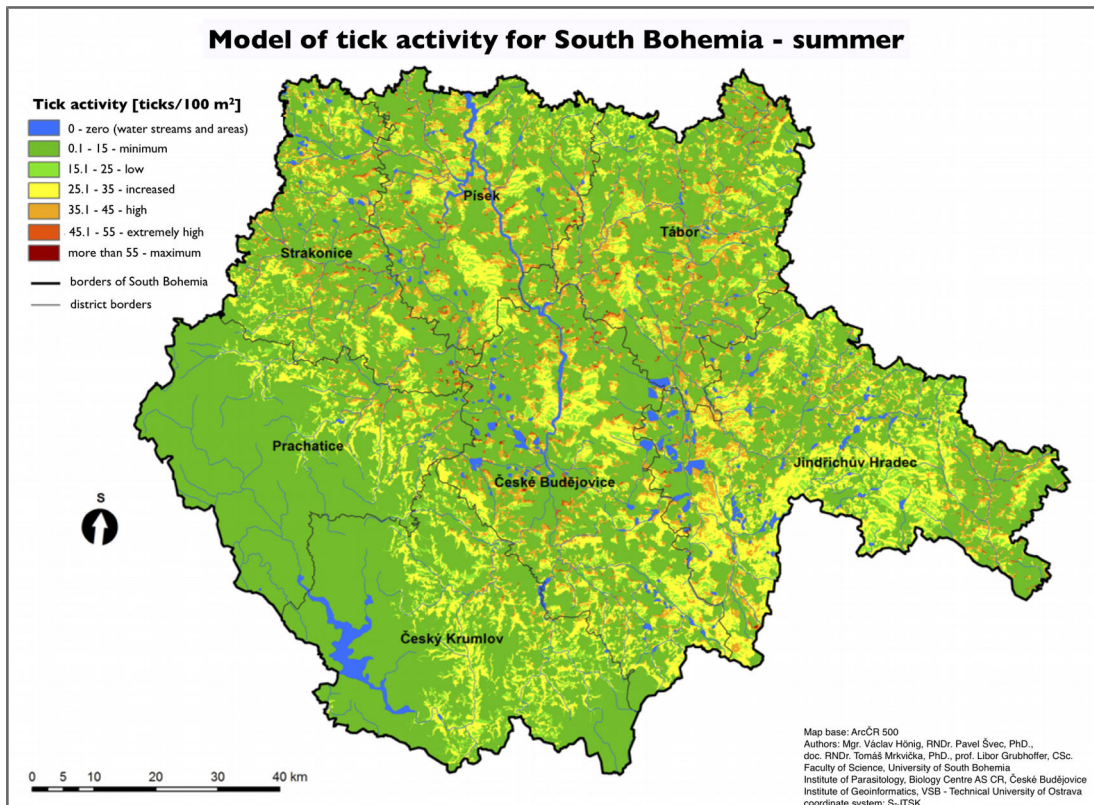 Model of tick activity for South Bohemia - summer
Tick activity [ticks/100 m²]
0 - zero (water streams and areas)
0.1 - 15 - minimum
15.1 - 25 - low
25.1 - 35 - increased
35.1 - 45 - high
45.1 - 55 - extremely high
more than 55 - maximum
borders of South Bohemia
district borders
Písek
Tábor
Strakonice
Prachatice
Jindřichův Hradec
České Budějovice
S
Český Krumlov
0 5 10 20 30 40 km
Map base: ArcČR 500
Authors: Mgr. Václav Hönig, RNDr. Pavel Švec, PhD.,
doc. RNDr. Tomáš Mrkvička, PhD., prof. Libor Grubhoffer, CSc.
Faculty of Science, University of South Bohemia
Institute of Parasitology, Biology Centre AS CR, České Budějovice
Institute of Geoinformatics, VSB - Technical University of Ostrava
coordinate system: S-JTSK